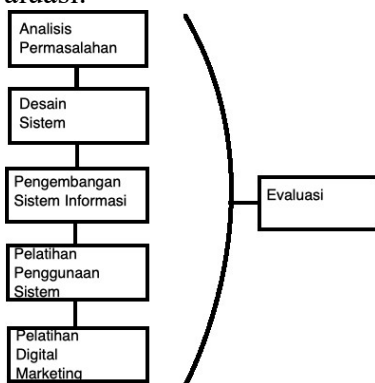 Analisis
Permasalahan
Desain
Sistem
Pengembangan
Sistem Informasi
Evaluasi
Pelatihan
Penggunaan
Sistem
Pelatihan
Digital
Marketing